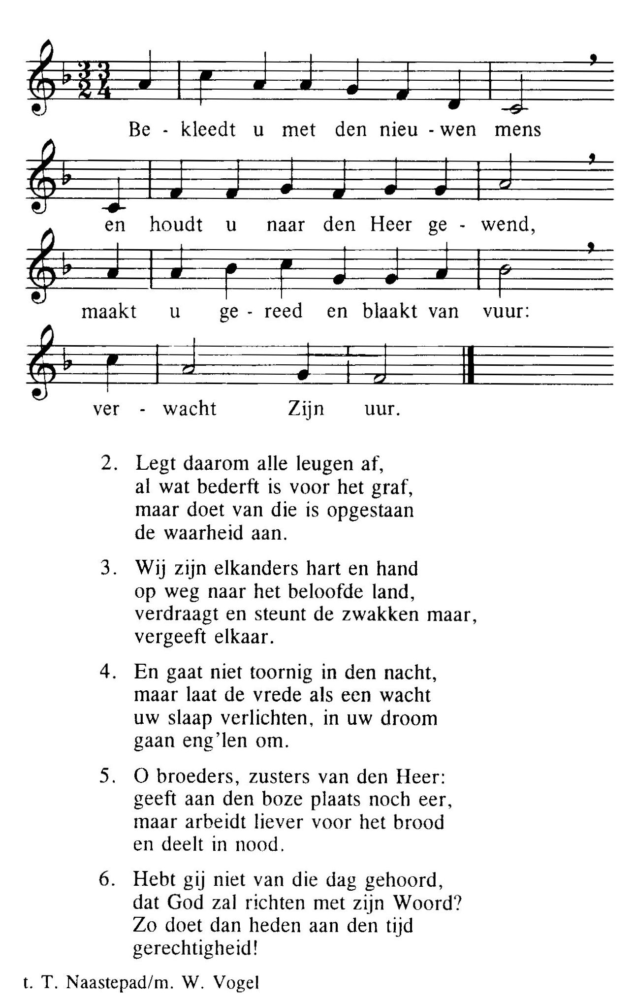 Be - kleedt u met den nieu - wen mens
en houdt u naar den Heer ge - wend,
maakt u ge - reed en blaakt van vuur:
ver - wacht Zijn uur.
2. Legt daarom alle leugen af,
al wat bederft is voor het graf,
maar doet van die is opgestaan
de waarheid aan.
3. Wij zijn elkanders hart en hand
op weg naar het beloofde land,
verdraagt en steunt de zwakken maar,
vergeeft elkaar.
4. En gaat niet toornig in den nacht,
maar laat de vrede als een wacht
uw slaap verlichten, in uw droom
gaan eng'len om.
5. O broeders, zusters van den Heer:
geeft aan den boze plaats noch eer,
maar arbeidt liever voor het brood
en deelt in nood.
6. Hebt gij niet van die dag gehoord,
dat God zal richten met zijn Woord?
Zo doet dan heden aan den tijd
gerechtigheid!
t. T. Naastepad/m. W. Vogel